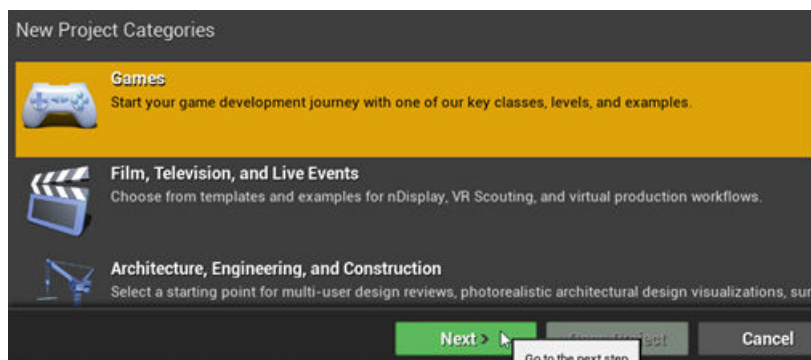 New Project Categories
Games
Start your game development journey with one of our key classes, levels, and examples.
Film, Television, and Live Events
Choose from templates and examples for nDisplay, VR Scouting, and virtual production workflows.
Architecture, Engineering, and Construction
Select a starting point for multi-user design reviews, photorealistic architectural design visualizations,
Next >
Cancel
Go to the next step